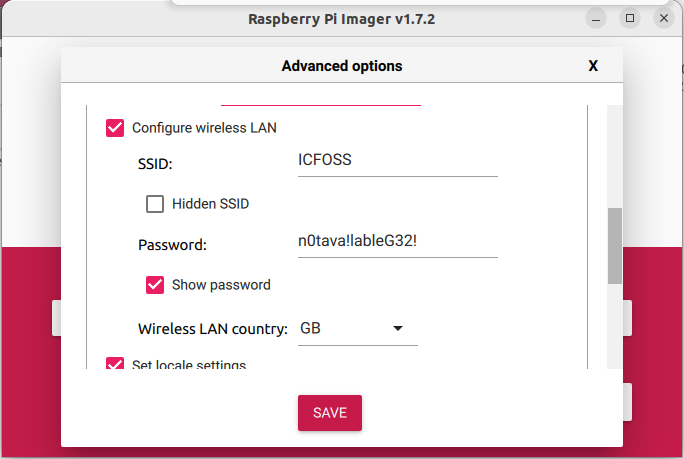 Raspberry Pi Imager v1.7.2
Advanced options X
Configure wireless LAN
SSID: ICFOSS
Hidden SSID
Password: n0tava!lableG32!
Show password
Wireless LAN country: GB
Set locale settings
SAVE